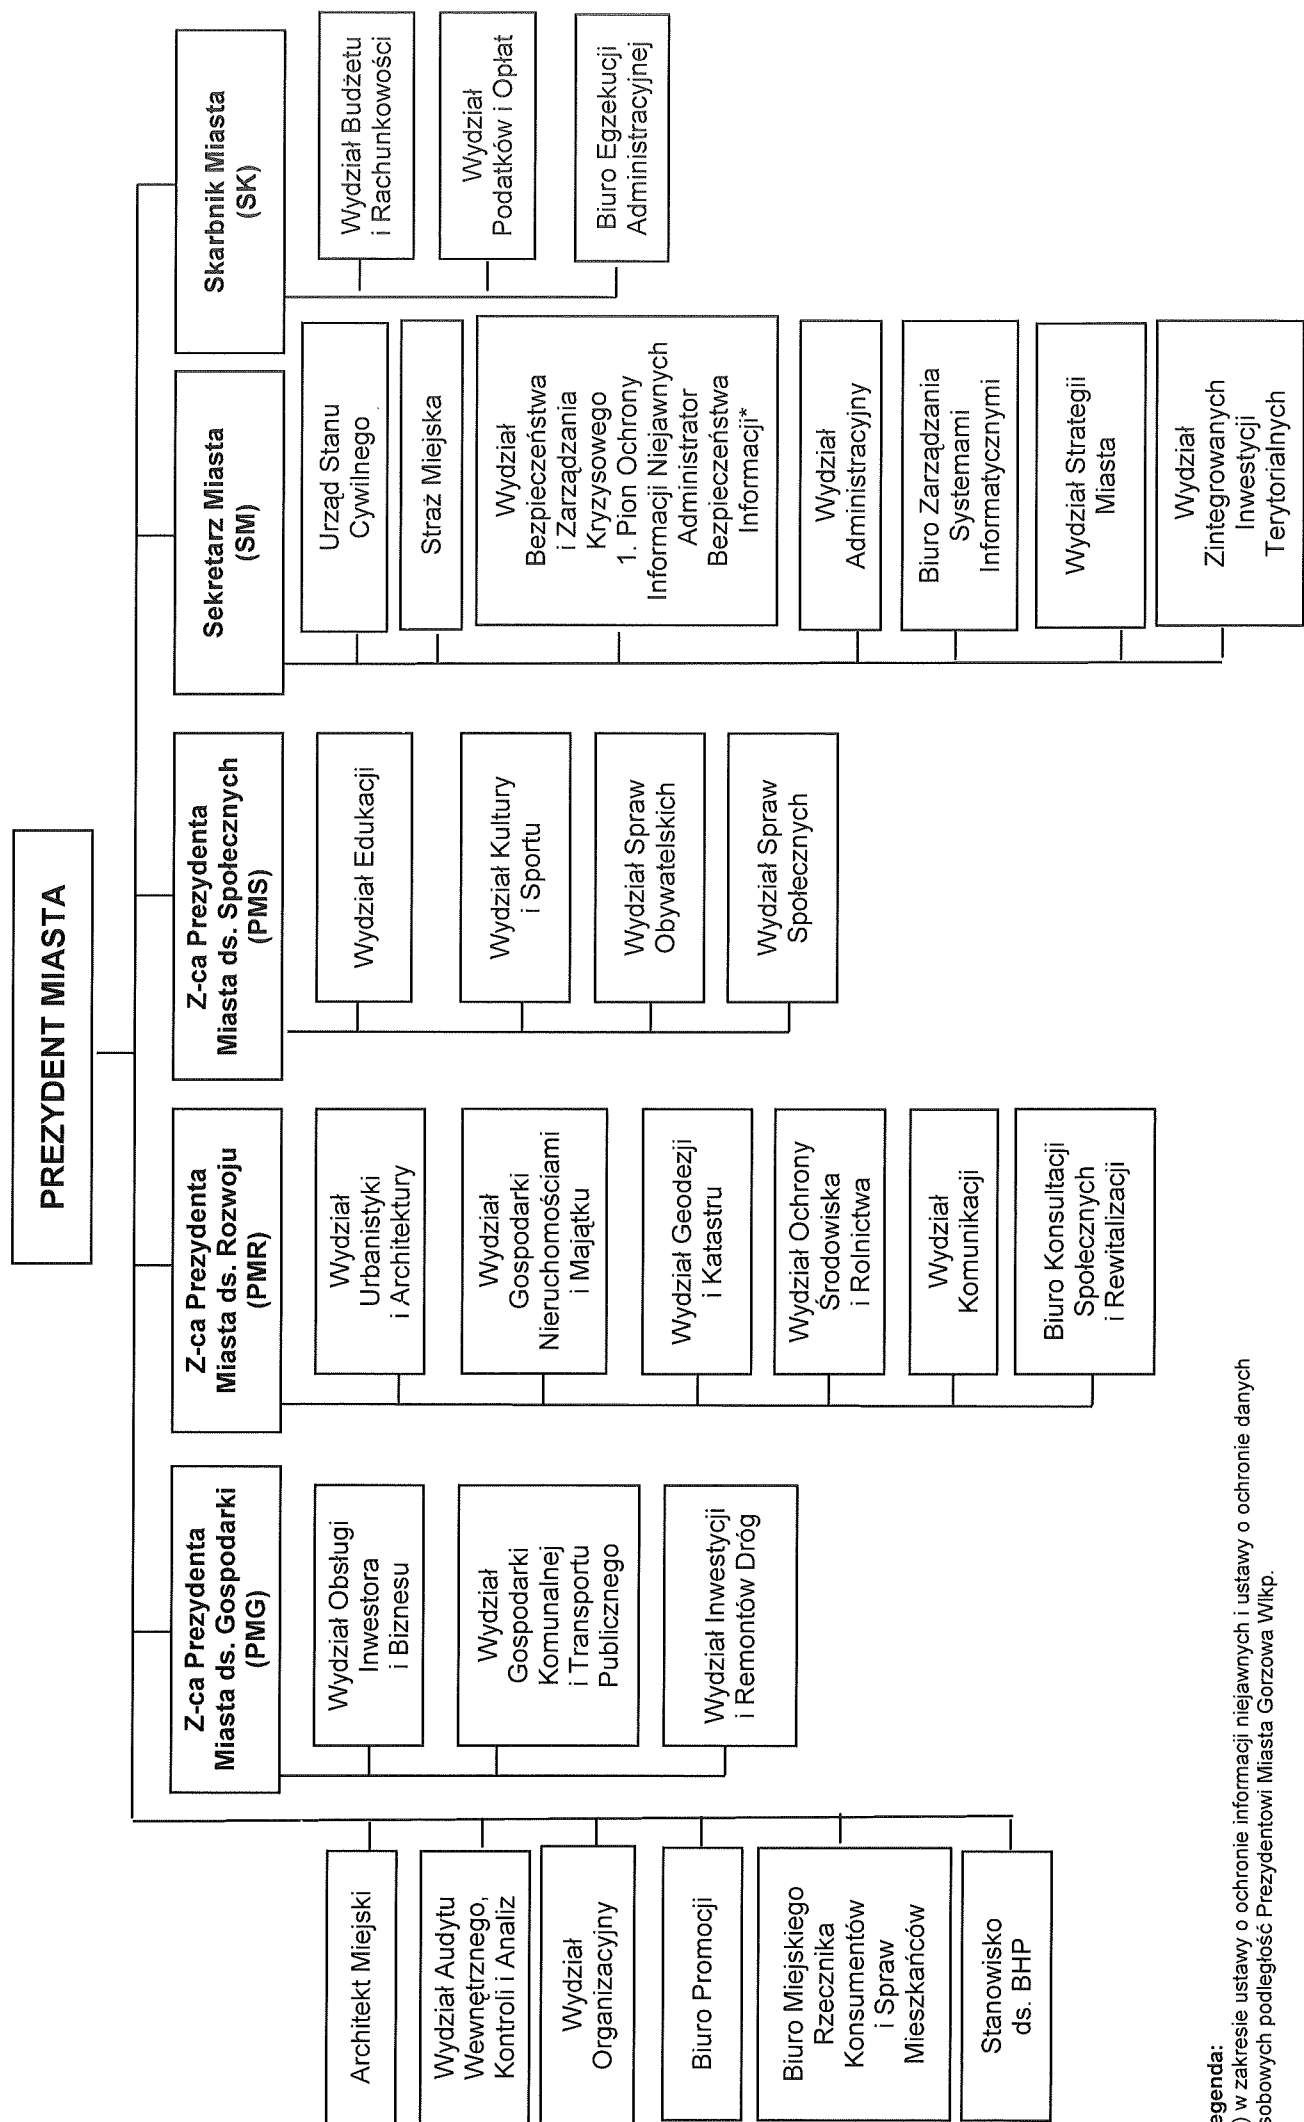 PREZYDENT MIASTA
Z-ca Prezydenta
Miasta ds. Gospodarki
(PMG)
Z-ca Prezydenta
Miasta ds. Rozwoju
(PMR)
Z-ca Prezydenta
Miasta ds. Społecznych
(PMS)
Sekretarz Miasta
(SM)
Skarbnik Miasta
(SK)
Architekt Miejski
Wydział Audytu
Wewnętrznego,
Kontroli i Analiz
Wydział
Organizacyjny
Biuro Promocji
Biuro Miejskiego
Rzecznika
Konsumentów
i Spraw
Mieszkańców
Stanowisko
ds. BHP
Wydział Obsługi
Inwestora
i Biznesu
Wydział
Gospodarki
Komunalnej
i Transportu
Publicznego
Wydział Inwestycji
i Remontów Dróg
Wydział
Urbanistyki
i Architektury
Wydział
Gospodarki
Nieruchomościami
i Majątku
Wydział Geodezji
i Katastru
Wydział Ochrony
Środowiska
i Rolnictwa
Wydział
Komunikacji
Biuro Konsultacji
Społecznych
i Rewitalizacji
Wydział Edukacji
Wydział Kultury
i Sportu
Wydział Spraw
Obywatelskich
Wydział Spraw
Społecznych
Urząd Stanu
Cywilnego
Straż Miejska
Wydział
Bezpieczeństwa
i Zarządzania
Kryzysowego
1. Pion Ochrony
Informacji Niejawnych
Administrator
Bezpieczeństwa
Informacji*
Wydział
Administracyjny
Biuro Zarządzania
Systemami
Informatycznymi
Wydział Strategii
Miasta
Wydział
Zintegrowanych
Inwestycji
Terytorialnych
Wydział Budżetu
i Rachunkowości
Wydział
Podatków i Opłat
Biuro Egzekucji
Administracyjnej
egenda:
) w zakresie ustawy o ochronie informacji niejawnych i ustawy o ochronie danych
sobowych podległość Prezydentowi Miasta Gorzowa Wlkp.